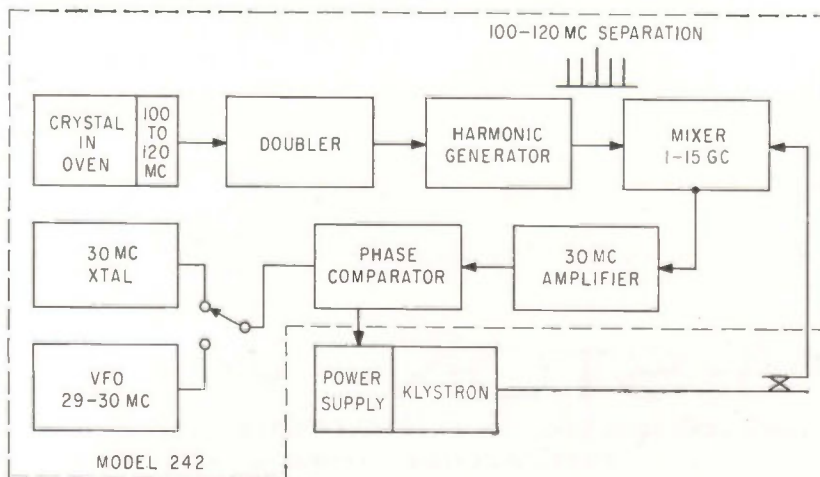 100-120 MC SEPARATION
CRYSTAL
IN
OVEN
100
TO
120
MC
DOUBLER
HARMONIC
GENERATOR
MIXER
1-15 GC
30 MC
XTAL
PHASE
COMPARATOR
30 MC
AMPLIFIER
VFO
29-30 MC
POWER
SUPPLY
KLYSTRON
MODEL 242